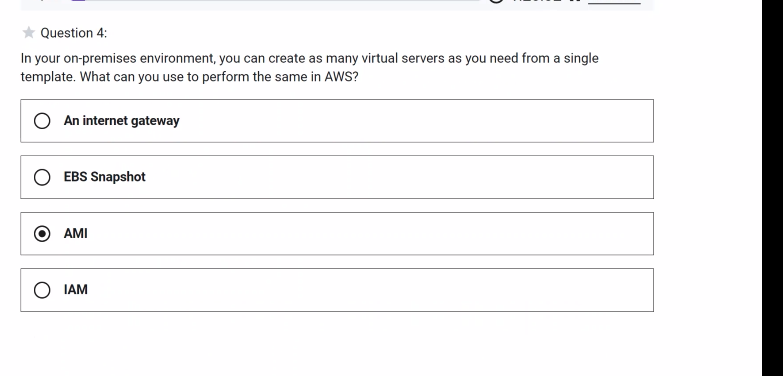 Question 4:
In your on-premises environment, you can create as many virtual servers as you need from a single
template. What can you use to perform the same in AWS?
An internet gateway
EBS Snapshot
AMI
IAM